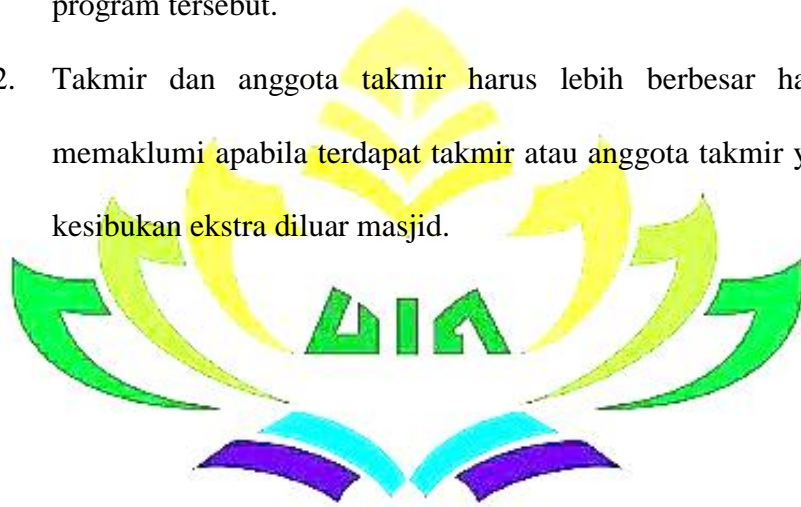 program tersebut.
2. Takmir dan anggota takmir harus lebih berbesar ha
memaklumi apabila terdapat takmir atau anggota takmir y
kesibukan ekstra diluar masjid.